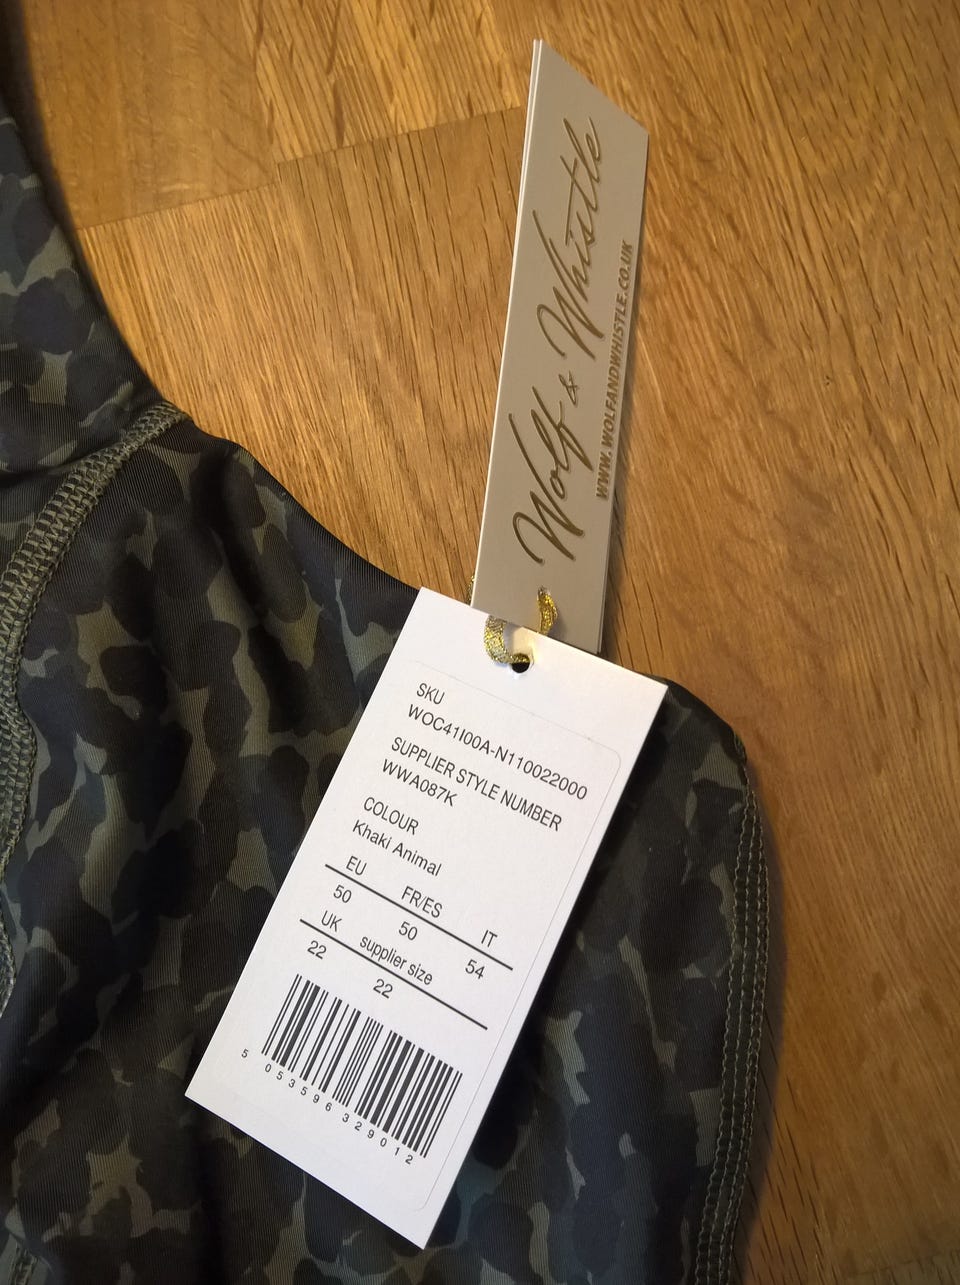 Wolf & Whistle
WWW.WOLFANDWHISTLE.CO.UK
SKU
WOC41I00A-N110022000
SUPPLIER STYLE NUMBER
WWA087K
COLOUR
Khaki Animal
EU FR/ES IT
50 50 54
UK supplier size
22 22
5 053596 329012